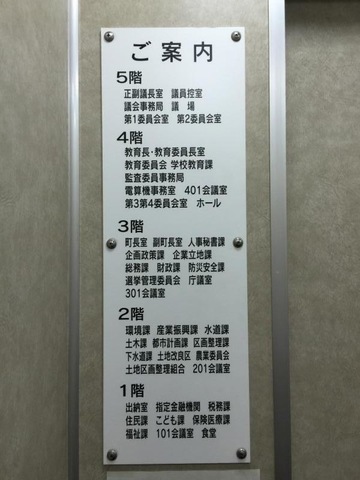 ご案内
5階
正副議長室 議員控室
議会事務局 議場
第1委員会室 第2委員会室
4階
教育長・教育委員長室
教育委員会 学校教育課
監査委員事務局
電算機事務室 401会議室
第3第4委員会室 ホール
3階
町長室 副町長室 人事秘書課
企画政策課 企業立地課
総務課 財政課 防災安全課
選挙管理委員会 庁議室
301会議室
2階
環境課 産業振興課 水道課
土木課 都市計画課 区画整理課
下水道課 土地改良区 農業委員会
土地区画整理組合 201会議室
1階
出納室 指定金融機関 税務課
住民課 こども課 保険医療課
福祉課 101会議室 食堂